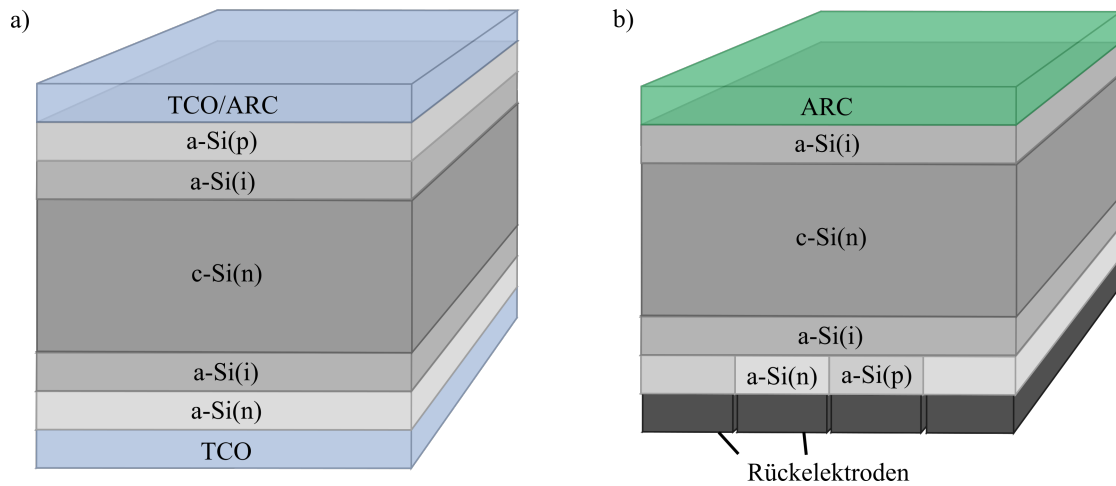 a)
TCO/ARC
a-Si(p)
a-Si(i)
c-Si(n)
a-Si(i)
a-Si(n)
TCO
b)
ARC
a-Si(i)
c-Si(n)
a-Si(i)
a-Si(n) a-Si(p)
Rückelektroden